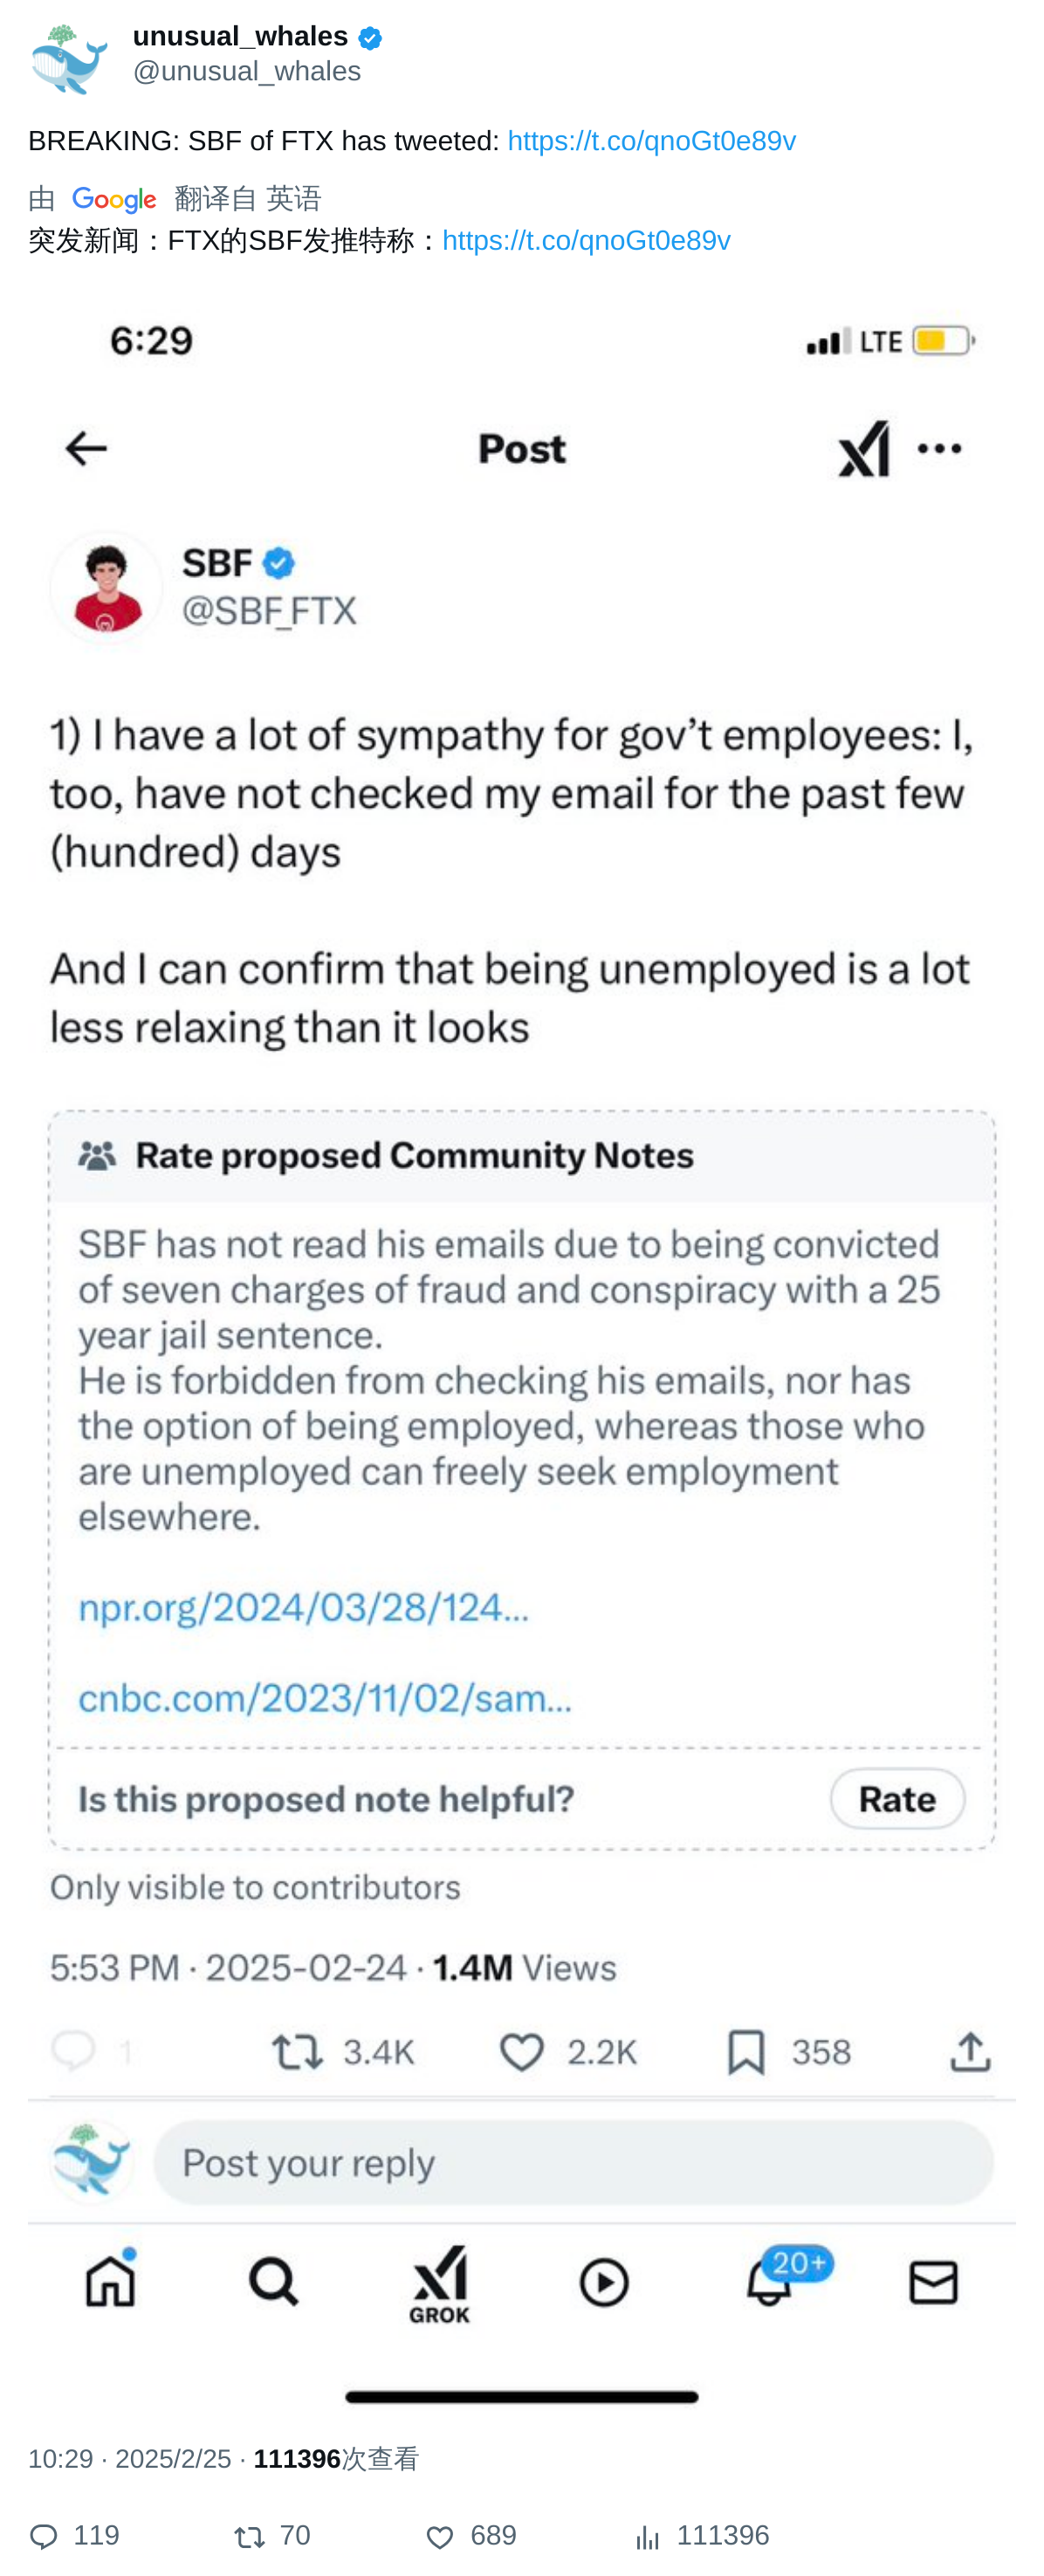 unusual_whales
@unusual_whales
BREAKING: SBF of FTX has tweeted: https://t.co/qnoGt0e89v
由 Google 翻译自 英语
突发新闻：FTX的SBF发推特称：https://t.co/qnoGt0e89v
6:29
LTE
Post
SBF
@SBF_FTX
1) I have a lot of sympathy for gov’t employees: I,
too, have not checked my email for the past few
(hundred) days
And I can confirm that being unemployed is a lot
less relaxing than it looks
Rate proposed Community Notes
SBF has not read his emails due to being convicted
of seven charges of fraud and conspiracy with a 25
year jail sentence.
He is forbidden from checking his emails, nor has
the option of being employed, whereas those who
are unemployed can freely seek employment
elsewhere.
npr.org/2024/03/28/124...
cnbc.com/2023/11/02/sam...
Is this proposed note helpful?
Rate
Only visible to contributors
5:53 PM · 2025-02-24 · 1.4M Views
1 3.4K 2.2K 358
Post your reply
20+
GROK
10:29 · 2025/2/25 · 111396次查看
119 70 689 111396